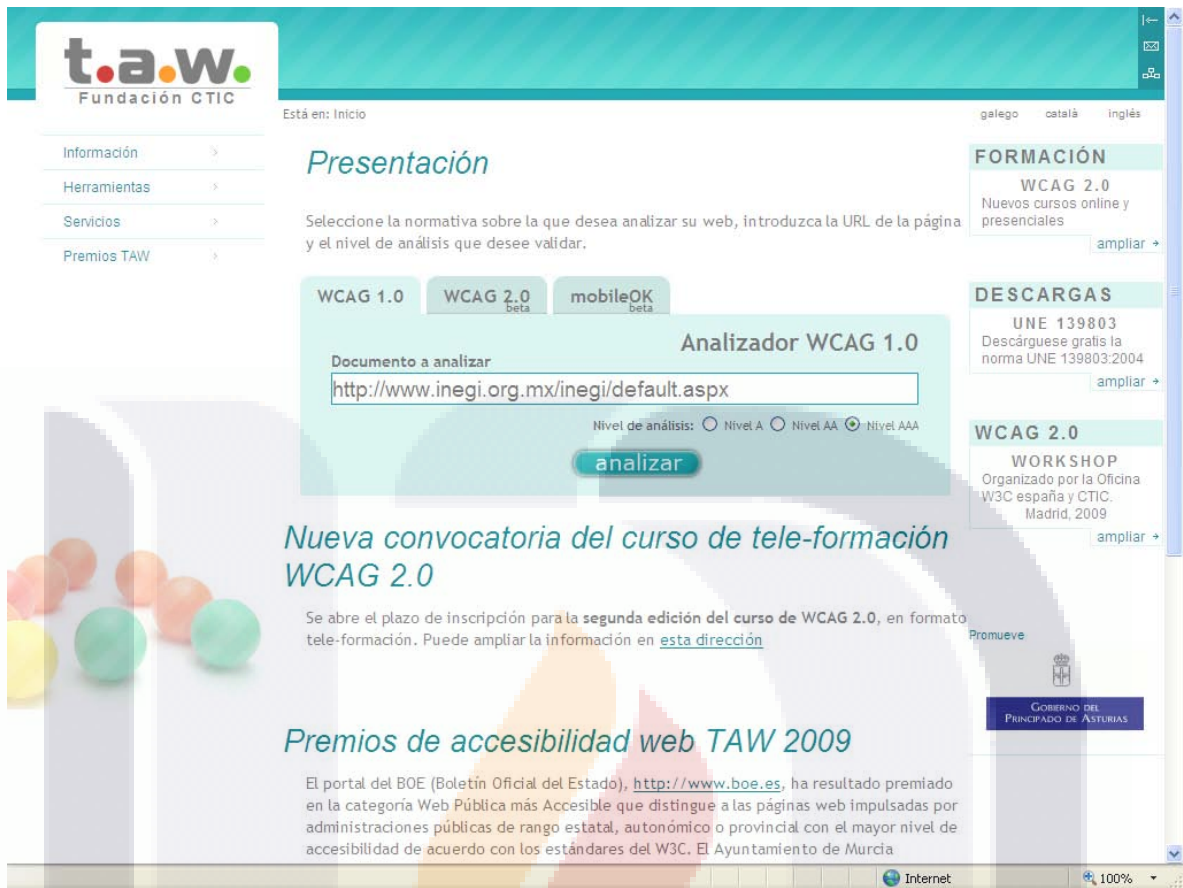 t.a.w.
Fundación CTIC
Está en: Inicio
galego català inglés
Información
Herramientas
Servicios
Premios TAW
Presentación
Seleccione la normativa sobre la que desea analizar su web, introduzca la URL de la página
y el nivel de análisis que desee validar.
WCAG 1.0
WCAG 2.0
beta
mobileOK
beta
Analizador WCAG 1.0
Documento a analizar
http://www.inegi.org.mx/inegi/default.aspx
Nivel de análisis: Nivel A Nivel AA Nivel AAA
analizar
Nueva convocatoria del curso de tele-formación
WCAG 2.0
Se abre el plazo de inscripción para la segunda edición del curso de WCAG 2.0, en formato
tele-formación. Puede ampliar la información en esta dirección
Premios de accesibilidad web TAW 2009
El portal del BOE (Boletín Oficial del Estado), http://www.boe.es, ha resultado premiado
en la categoría Web Pública más Accesible que distingue a las páginas web impulsadas por
administraciones públicas de rango estatal, autonómico o provincial con el mayor nivel de
accesibilidad de acuerdo con los estándares del W3C. El Ayuntamiento de Murcia
FORMACIÓN
WCAG 2.0
Nuevos cursos online y
presenciales
ampliar
DESCARGAS
UNE 139803
Descárguese gratis la
norma UNE 139803:2004
ampliar
WCAG 2.0
WORKSHOP
Organizado por la Oficina
W3C españa y CTIC.
Madrid, 2009
ampliar
Promueve
GOBIERNO DEL
PRINCIPADO DE ASTURIAS
Internet
100%